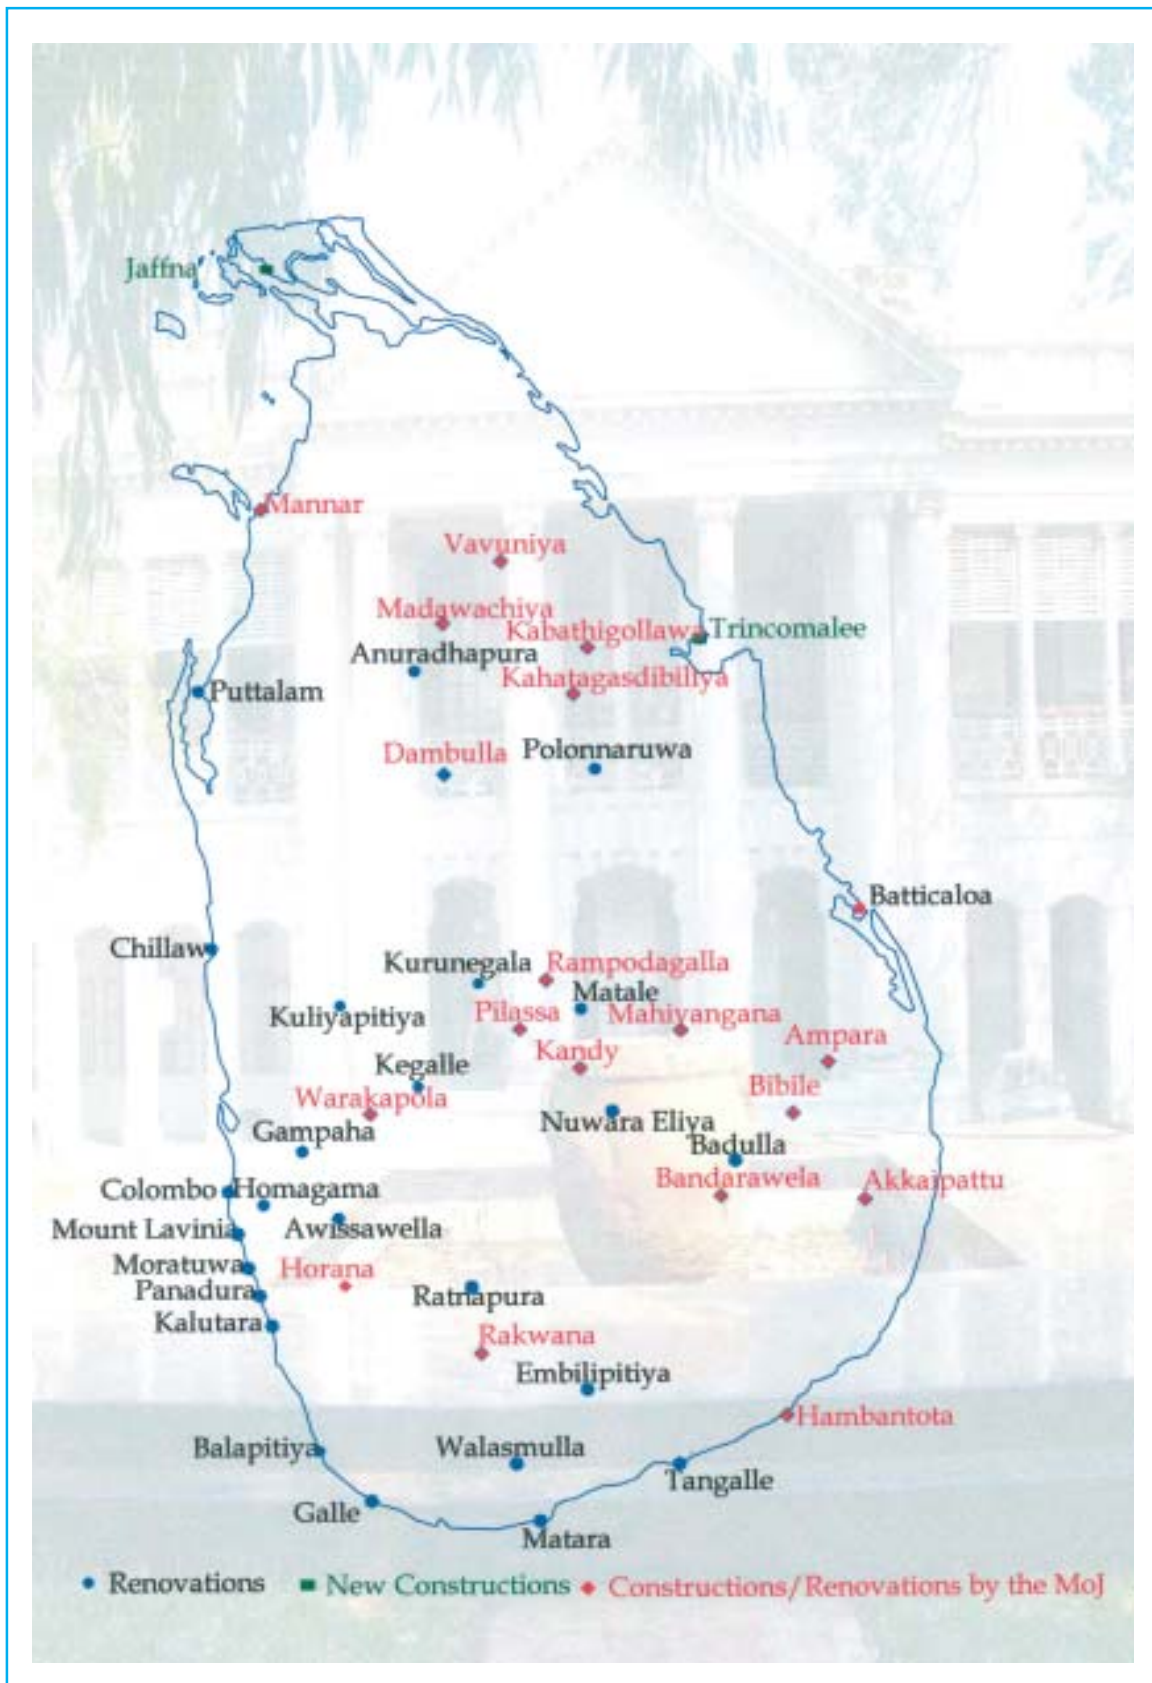 Jaffna
Mannar
Vavuniya
Madawachiya
Kabathigollawa
Trincomalee
Anuradhapura
Kahatagasdibiliya
Puttalam
Dambulla
Polonnaruwa
Batticaloa
Chillaw
Kurunegala
Rampodagalla
Matale
Kuliyapitiya
Pilassa
Mahiyangana
Ampara
Kandy
Kegalle
Bibile
Warakapola
Nuwara Eliya
Gampaha
Badulla
Bandarawela
Akkaipattu
Colombo
Homagama
Mount Lavinia
Awissawella
Moratuwa
Horana
Panadura
Ratnapura
Kalutara
Rakwana
Embilipitiya
Hambantota
Balapitiya
Walasmulla
Tangalle
Galle
Matara
Renovations New Constructions Constructions/Renovations by the MoJ